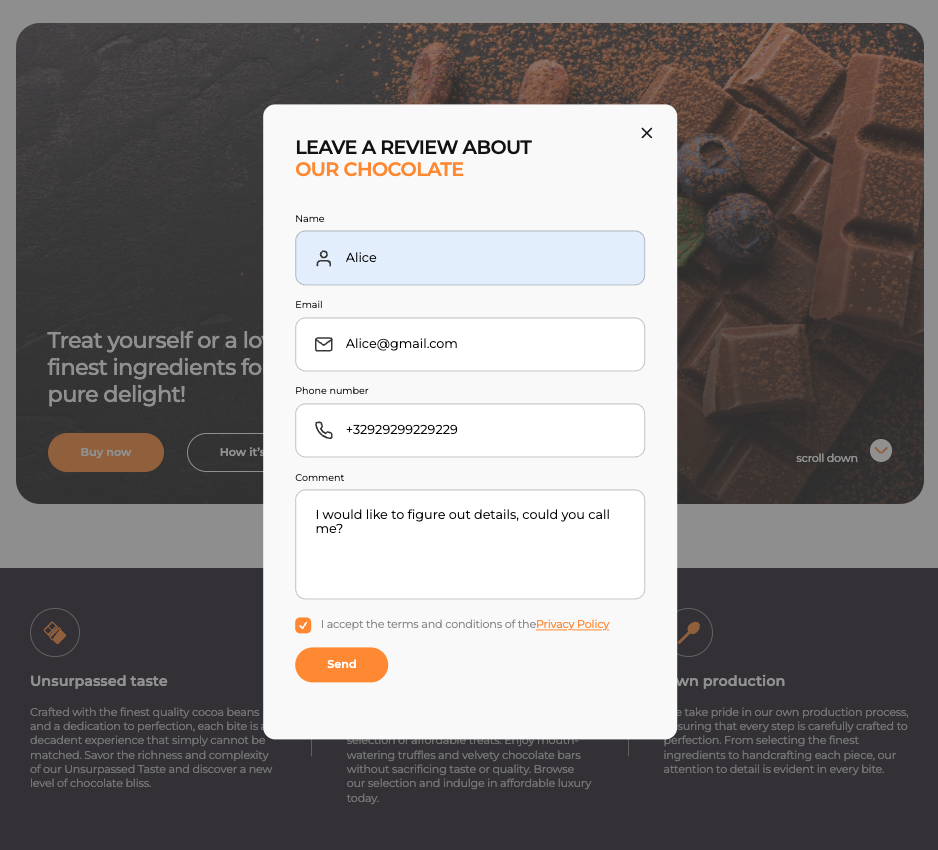 LEAVE A REVIEW ABOUT
OUR CHOCOLATE
Name
Alice
Email
Alice@gmail.com
Phone number
+32929299229229
Comment
I would like to figure out details, could you call
me?
I accept the terms and conditions of thePrivacy Policy
Send
Treat yourself or a
finest ingredients
pure delight!
Buy now
How it's
scroll down
Unsurpassed taste
Crafted with the finest quality cocoa beans
and a dedication to perfection, each bite is a
decadent experience that simply cannot be
matched. Savor the richness and complexity
of our Unsurpassed Taste and discover a new
level of chocolate bliss.
selection of affordable treats. Enjoy mouth-
watering truffles and velvety chocolate bars
without sacrificing taste or quality. Browse
our selection and indulge in affordable luxury
today.
production
take pride in our own production process,
that every step is carefully crafted to
perfection. From selecting the finest
ingredients to handcrafting each piece, our
attention to detail is evident in every bite.